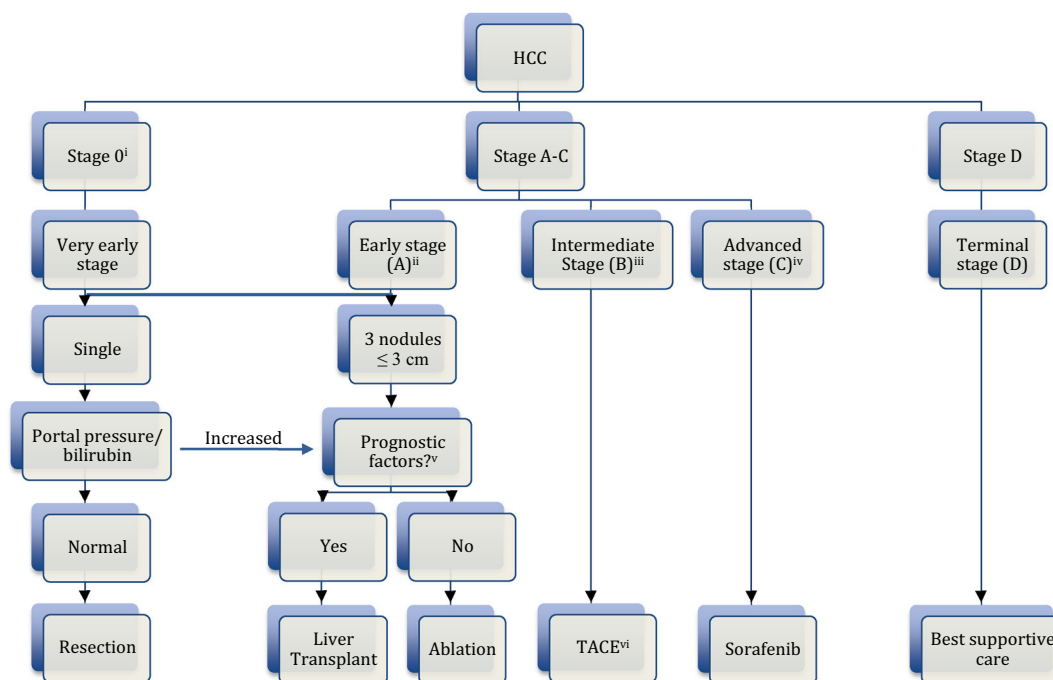 HCC
Stage 0ⁱ
Stage A-C
Stage D
Very early
stage
Early stage
(A)ⁱⁱ
Intermediate
Stage (B)ⁱⁱⁱ
Advanced
stage (C)ⁱᵛ
Terminal
stage (D)
Single
3 nodules
≤ 3 cm
Portal pressure/
bilirubin
Increased
Prognostic
factors?ᵛ
Normal
Yes
No
Resection
Liver
Transplant
Ablation
TACEᵛⁱ
Sorafenib
Best supportive
care